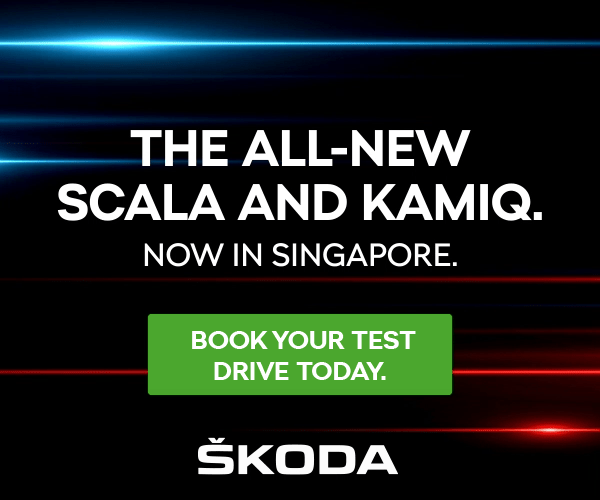 THE ALL-NEW
SCALA AND KAMIQ.
NOW IN SINGAPORE.
BOOK YOUR TEST
DRIVE TODAY.
ŠKODA